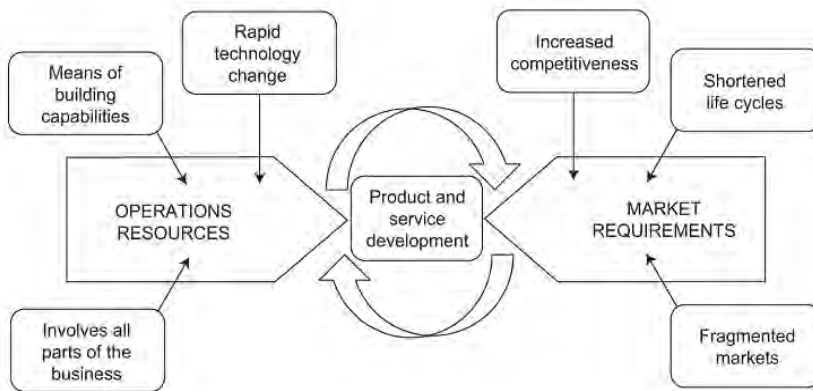 Rapid
technology
change
Increased
competitiveness
Means of
building
capabilities
Shortened
life cycles
OPERATIONS
RESOURCES
Product and
service
development
MARKET
REQUIREMENTS
Involves all
parts of the
business
Fragmented
markets